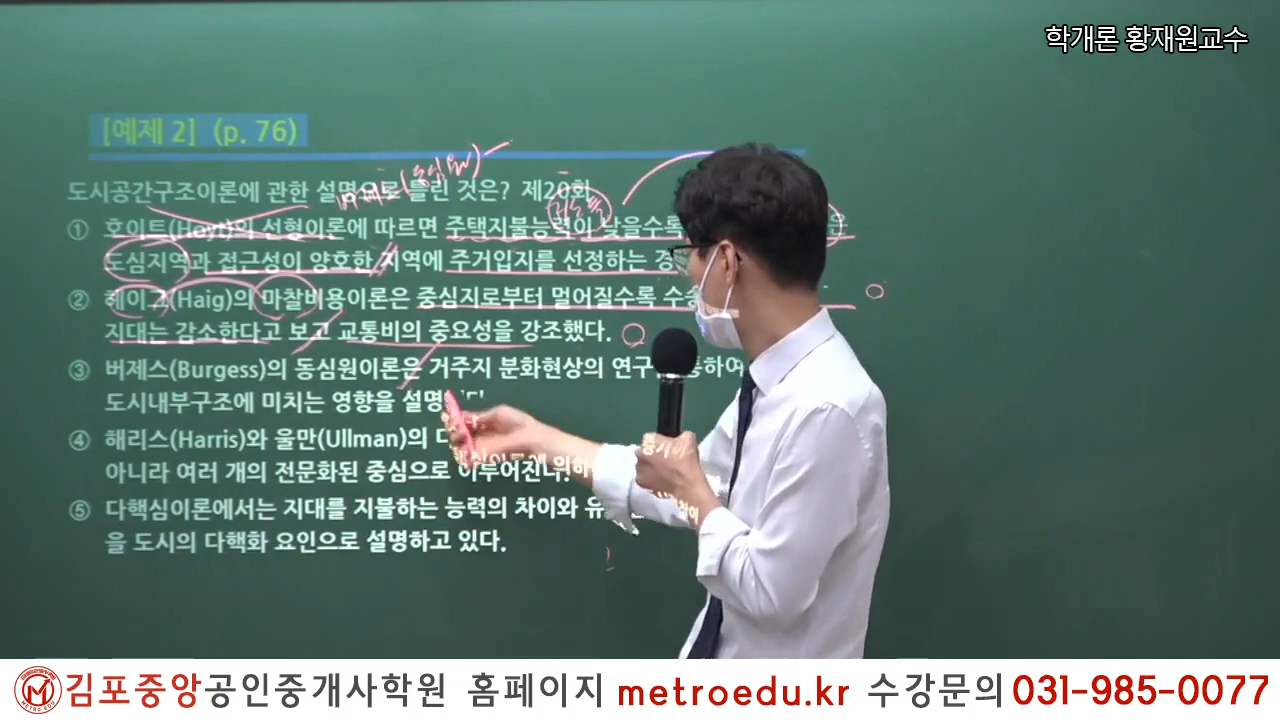 학개론 황재원교수
[예제 2] (p. 76)
도시공간구조이론에 관한 설명으로 틀린 것은? 제20회
① 호이트(Hoyt)의 선형이론에 따르면 주택지불능력이 낮을수록
도심지역과 접근성이 양호한 지역에 주거입지를 선정하는
② 헤이그(Haig)의 마찰비용이론은 중심지로부터 멀어질수록
지대는 감소한다고 보고 교통비의 중요성을 강조했다.
③ 버제스(Burgess)의 동심원이론은 거주지 분화현상의
도시내부구조에 미치는 영향을
④ 해리스(Harris)와 울만(Ullman)의
아니라 여러 개의 전문화된 중심으로 이루어진다
⑤ 다핵심이론에서는 지대를 지불하는 능력의 차이와
을 도시의 다핵화 요인으로 설명하고 있다.
METRO EDU 김포중앙공인중개사학원 홈페이지 metroedu.kr 수강문의 031-985-0077